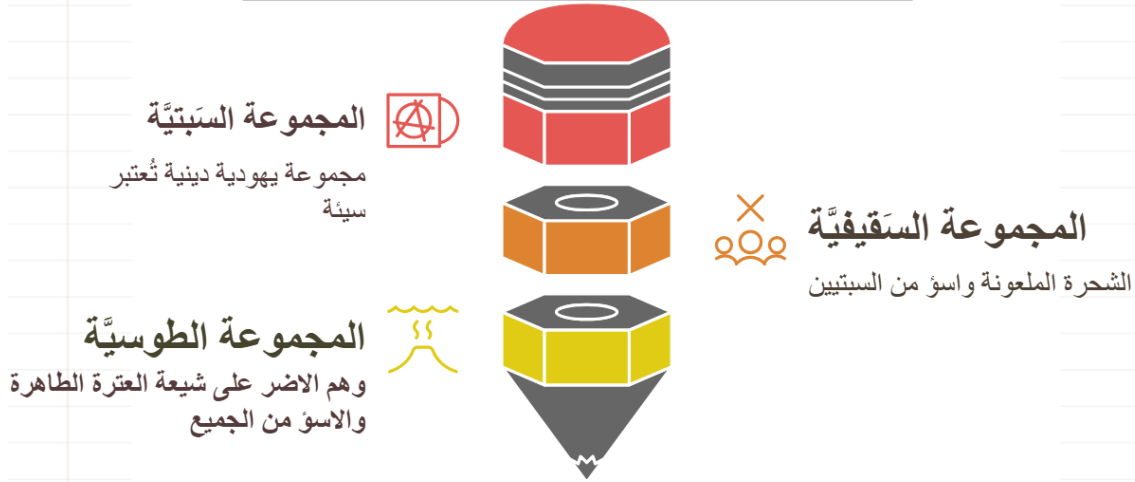 المجموعة السَبتيَّة
مجموعة يهودية دينية تُعتبر
سيئة
المجموعة السَقيفيَّة
الشحرة الملعونة واسؤ من السبتيين
المجموعة الطوسيَّة
وهم الاضر على شيعة العترة الطاهرة
والاسؤ من الجميع